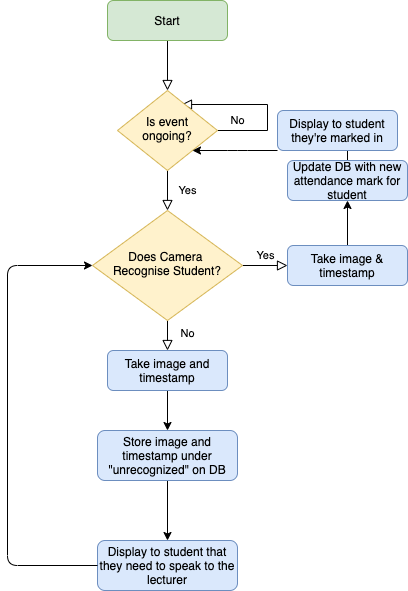 Start
Is event
ongoing?
No
Display to student
they're marked in
Update DB with new
attendance mark for
student
Yes
Does Camera
Recognise Student?
Yes
Take image &
timestamp
No
Take image and
timestamp
Store image and
timestamp under
"unrecognized" on DB
Display to student that
they need to speak to the
lecturer